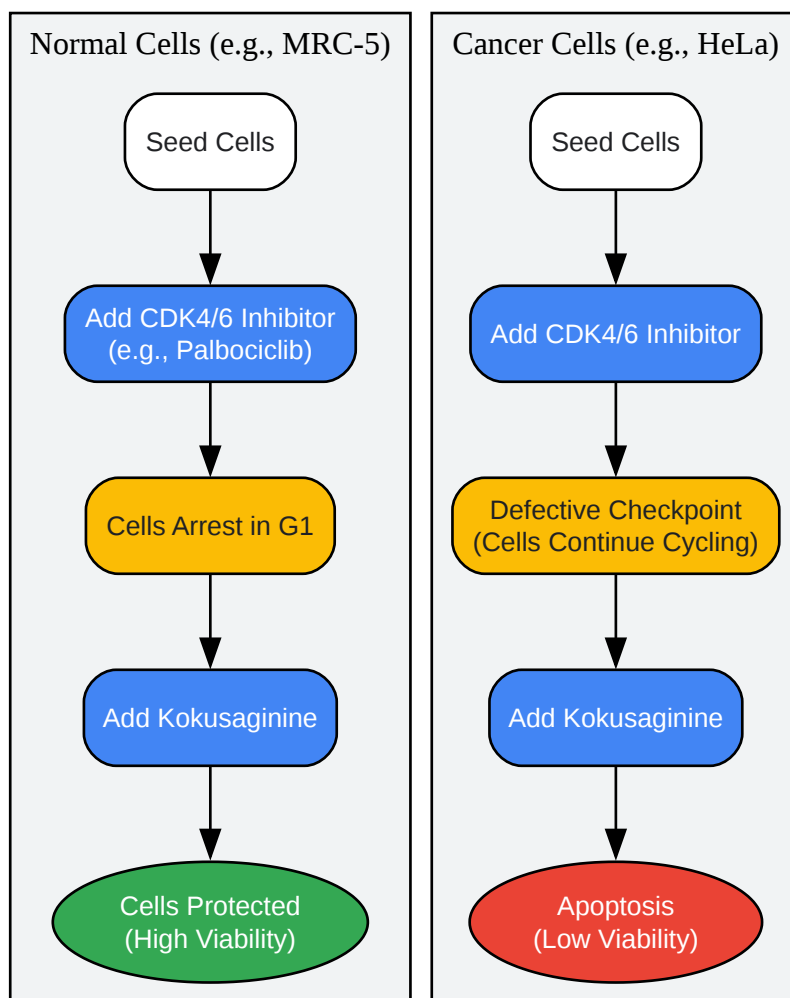 Normal Cells (e.g., MRC-5)
Seed Cells
Add CDK4/6 Inhibitor
(e.g., Palbociclib)
Cells Arrest in G1
Add Kokusaginine
Cells Protected
(High Viability)
Cancer Cells (e.g., HeLa)
Seed Cells
Add CDK4/6 Inhibitor
Defective Checkpoint
(Cells Continue Cycling)
Add Kokusaginine
Apoptosis
(Low Viability)